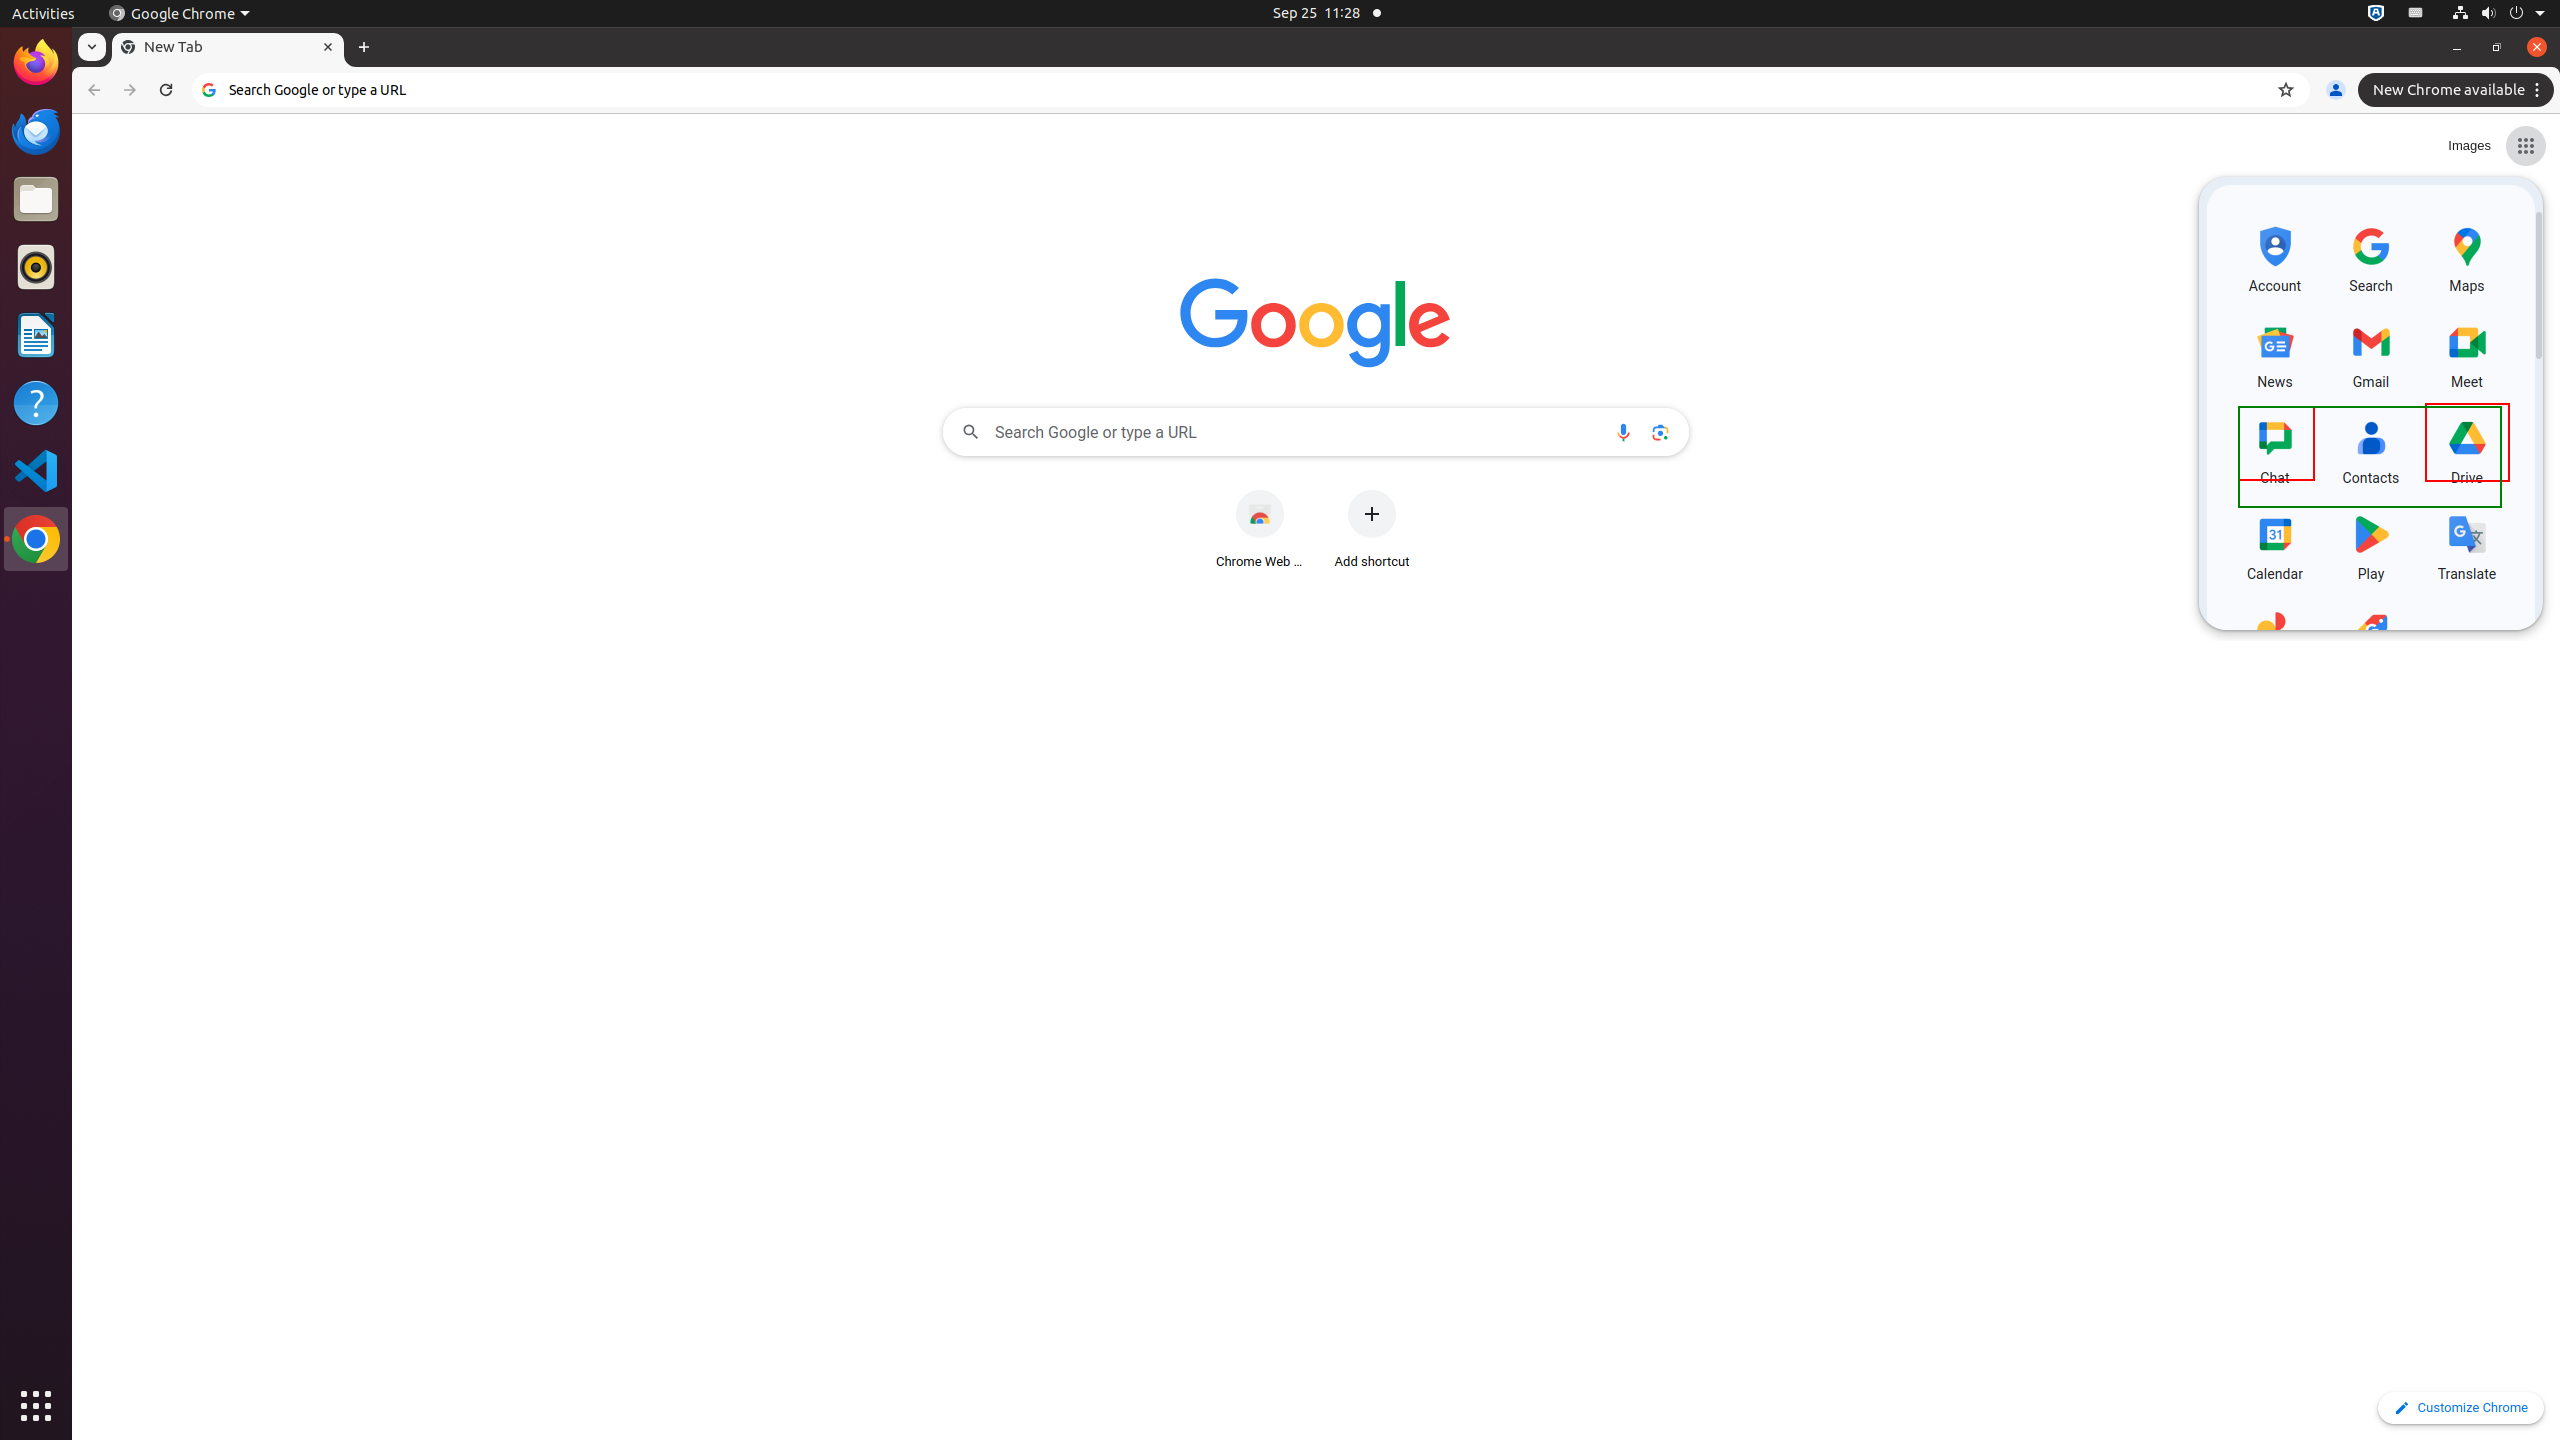 Activities
Google Chrome
Sep 25 11:28
New Tab
Search Google or type a URL
New Chrome available
Images
Google
Search Google or type a URL
Chrome Web ...
Add shortcut
Account
Search
Maps
News
Gmail
Meet
Chat
Contacts
Drive
31
Calendar
Play
Translate
Customize Chrome